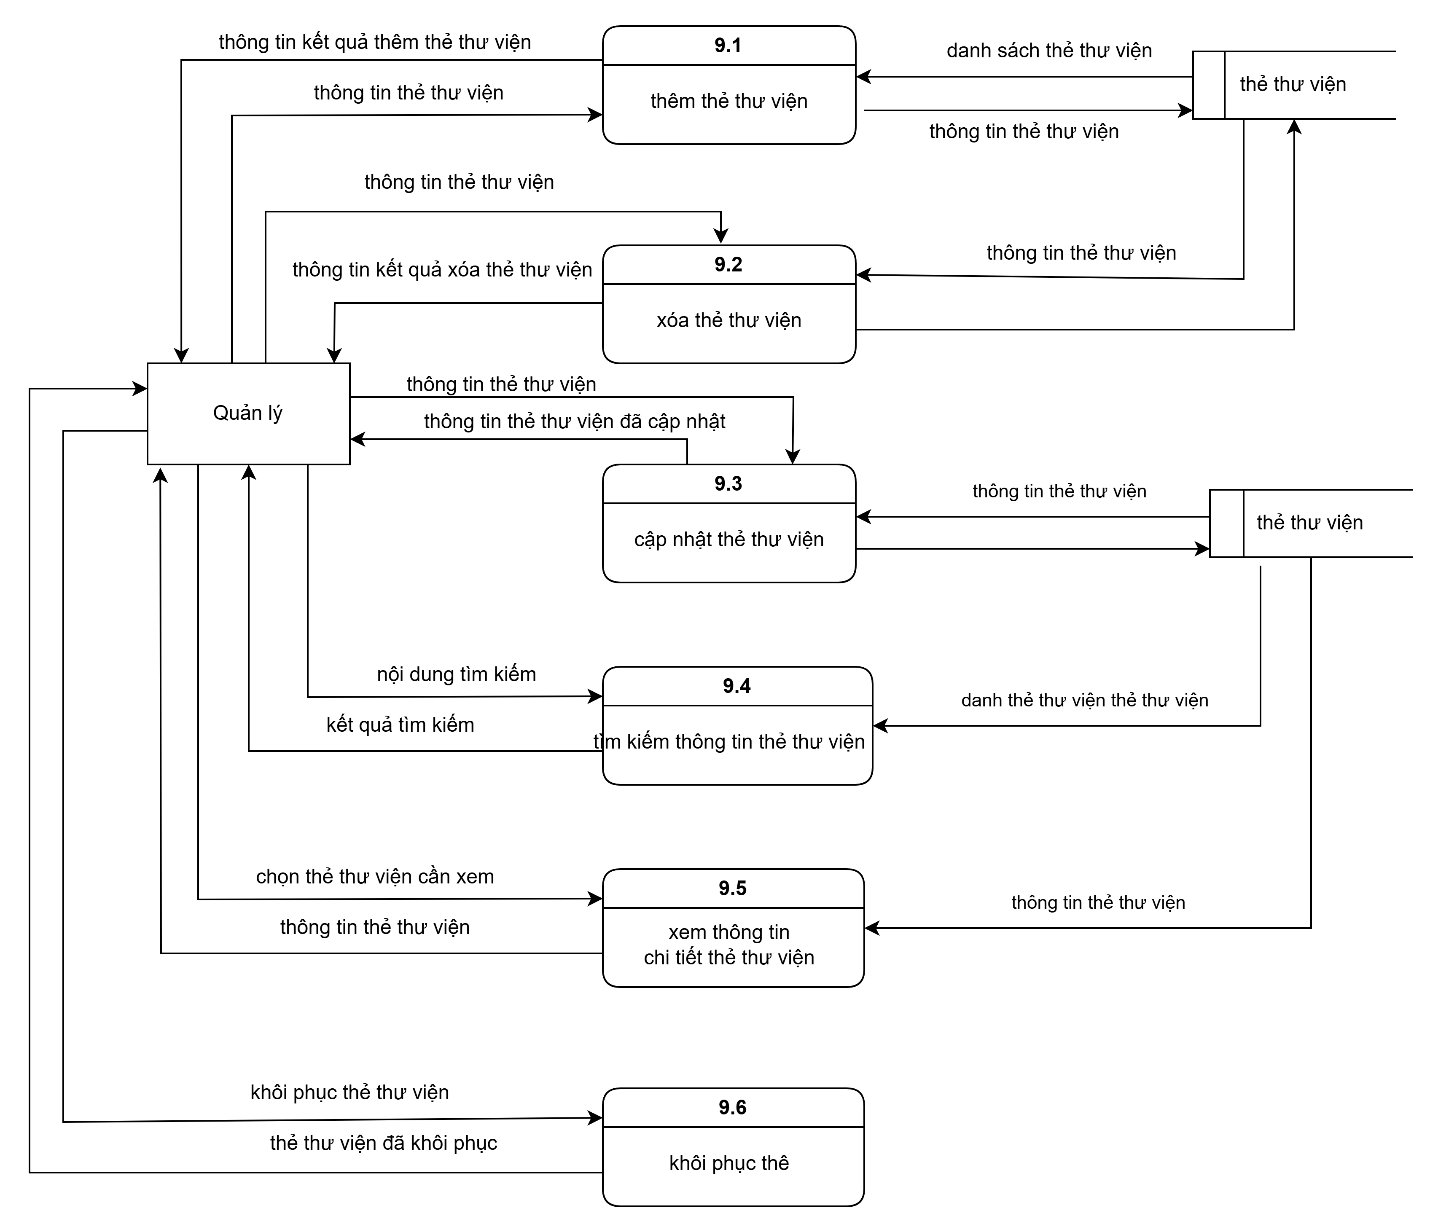 thông tin kết quả thêm thẻ thư viện
9.1
danh sách thẻ thư viện
thẻ thư viện
thông tin thẻ thư viện
thêm thẻ thư viện
thông tin thẻ thư viện
thông tin thẻ thư viện
9.2
thông tin thẻ thư viện
thông tin kết quả xóa thẻ thư viện
xóa thẻ thư viện
thông tin thẻ thư viện
Quản lý
thông tin thẻ thư viện đã cập nhật
9.3
thông tin thẻ thư viện
thẻ thư viện
cập nhật thẻ thư viện
nội dung tìm kiếm
9.4
danh thẻ thư viện thẻ thư viện
kết quả tìm kiếm
tìm kiếm thông tin thẻ thư viện
chọn thẻ thư viện cần xem
9.5
thông tin thẻ thư viện
thông tin thẻ thư viện
xem thông tin
chi tiết thẻ thư viện
khôi phục thẻ thư viện
9.6
thẻ thư viện đã khôi phục
khôi phục thê